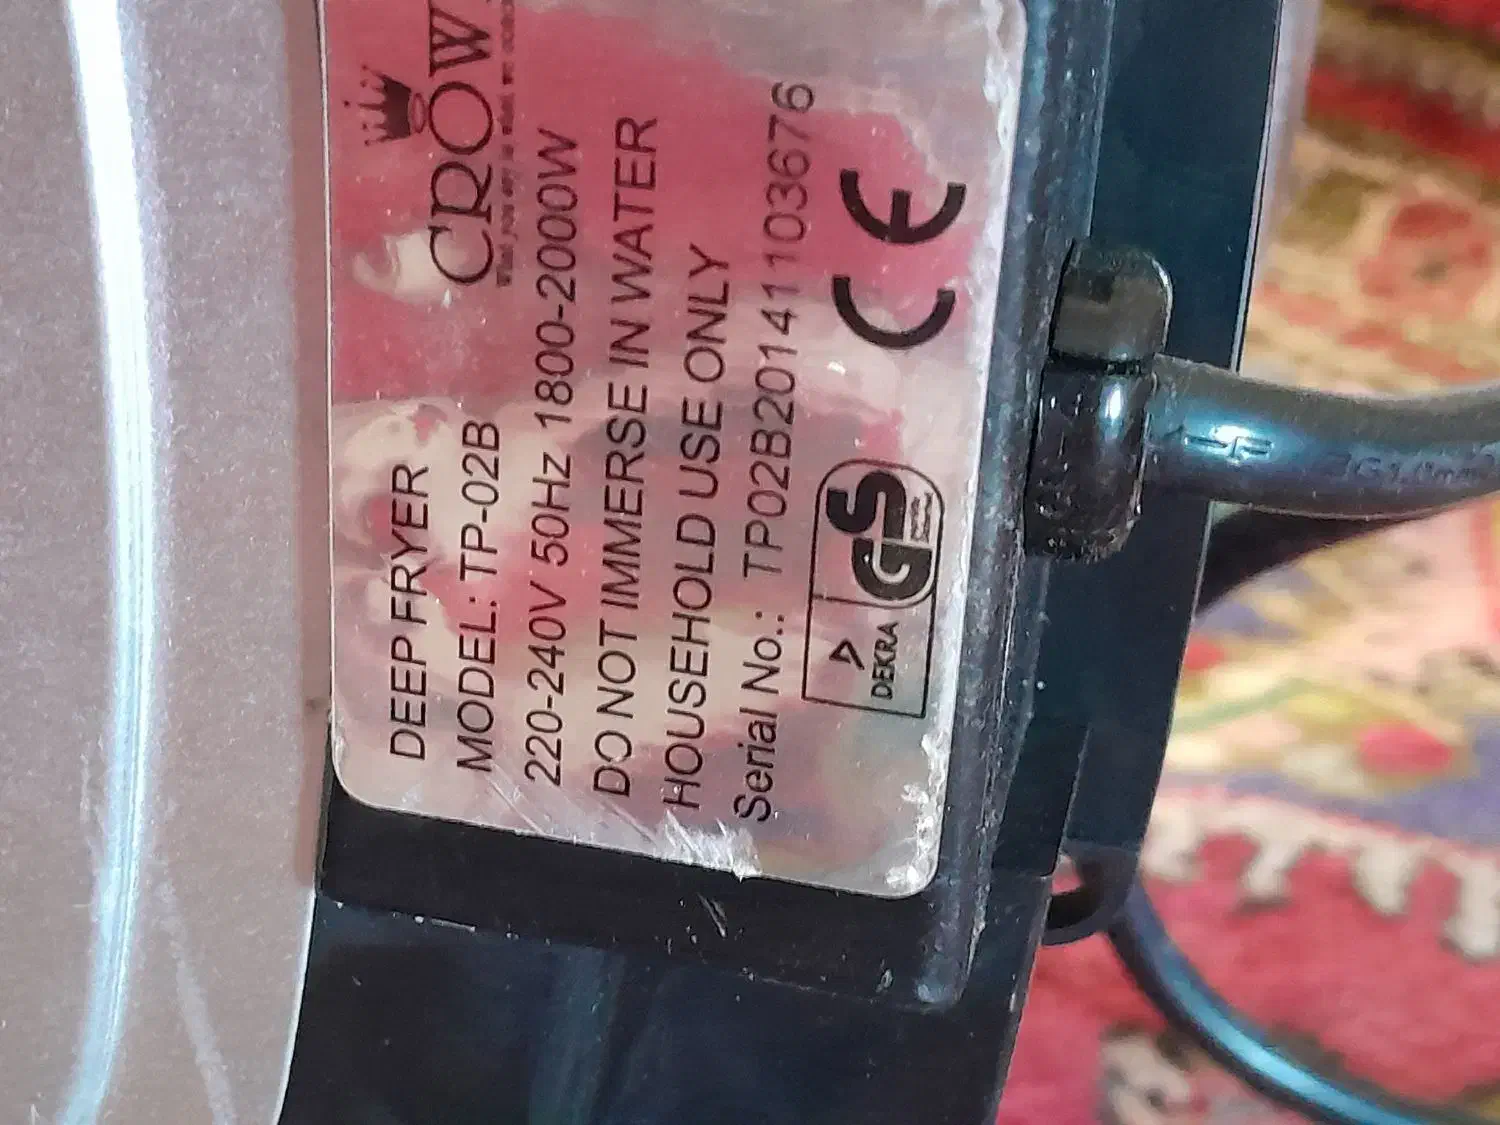 DEEP FRYER
CROW
MODEL: TP-02B
220-240V 50Hz 1800-2000W
DO NOT IMMERSE IN WATER
HOUSEHOLD USE ONLY
Serial No.: TP02B20141103676
DEKRA
GS
CE